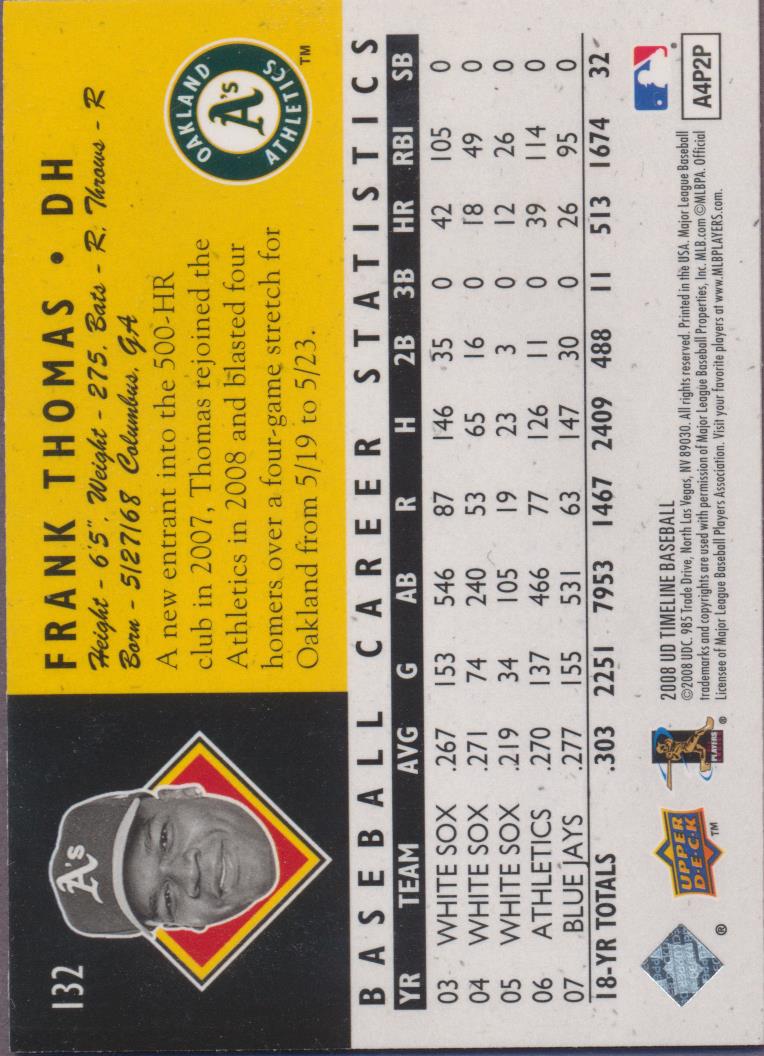 132
A's
FRANK THOMAS • DH
Height - 6'5", Weight - 275, Bats - R, Throws - R
Born - 5/27/68 Columbus, GA
A new entrant into the 500-HR
club in 2007, Thomas rejoined the
Athletics in 2008 and blasted four
homers over a four-game stretch for
Oakland from 5/19 to 5/23.
OAKLAND
A's
ATHLETICS
TM
BASEBALL CAREER STATISTICS
YR TEAM AVG G AB R H 2B 3B HR RBI SB
03 WHITE SOX .267 153 546 87 146 35 0 42 105 0
04 WHITE SOX .271 74 240 53 65 16 0 18 49 0
05 WHITE SOX .219 34 105 19 23 3 0 12 26 0
06 ATHLETICS .270 137 466 77 126 11 0 39 114 0
07 BLUE JAYS .277 155 531 63 147 30 0 26 95 0
18-YR TOTALS .303 2251 7953 1467 2409 488 11 513 1674 32
®
UPPER
D·E·C·K
TM
PLAYERS
®
2008 UD TIMELINE BASEBALL
©2008 UDC. 985 Trade Drive, North Las Vegas, NV 89030. All rights reserved. Printed in the USA. Major League Baseball
trademarks and copyrights are used with permission of Major League Baseball Properties, Inc. MLB.com ©MLBPA. Official
Licensee of Major League Baseball Players Association. Visit your favorite players at www.MLBPLAYERS.com.
®
A4P2P